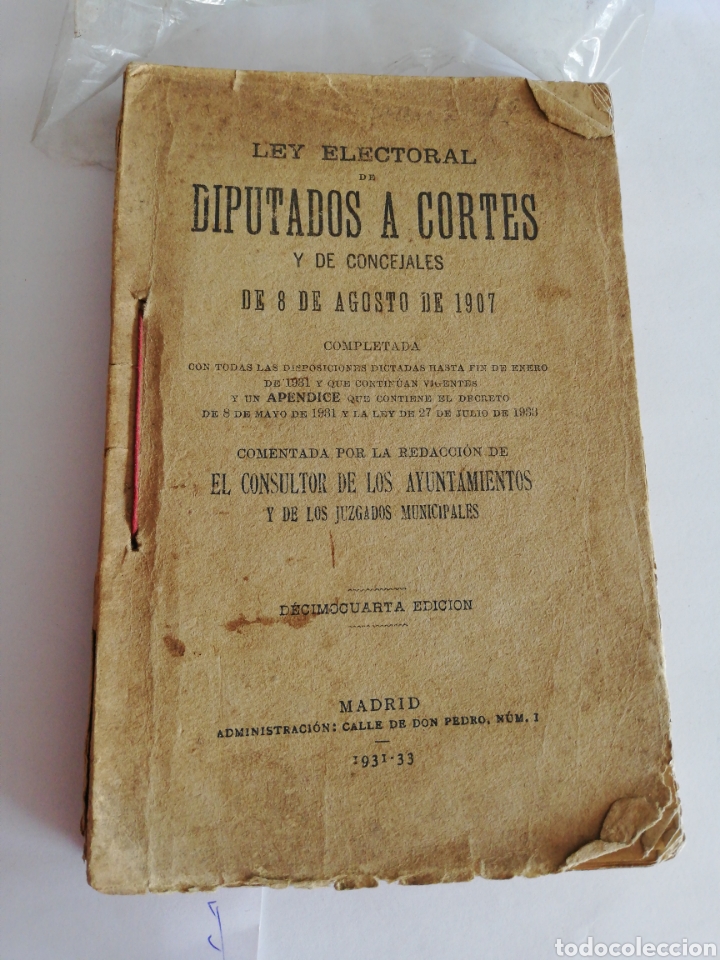 LEY ELECTORAL
DE
DIPUTADOS A CORTES
Y DE CONCEJALES
DE 8 DE AGOSTO DE 1907
COMPLETADA
CON TODAS LAS DISPOSICIONES DICTADAS HASTA FIN DE ENERO
DE 1931 Y QUE CONTINÚAN VIGENTES
Y UN APENDICE QUE CONTIENE EL DECRETO
DE 8 DE MAYO DE 1931 Y LA LEY DE 27 DE JULIO DE 1933
COMENTADA POR LA REDACCIÓN DE
EL CONSULTOR DE LOS AYUNTAMIENTOS
Y DE LOS JUZGADOS MUNICIPALES
DÉCIMOCUARTA EDICION
MADRID
ADMINISTRACIÓN: CALLE DE DON PEDRO, NÚM. 1
1931-33
todocoleccion